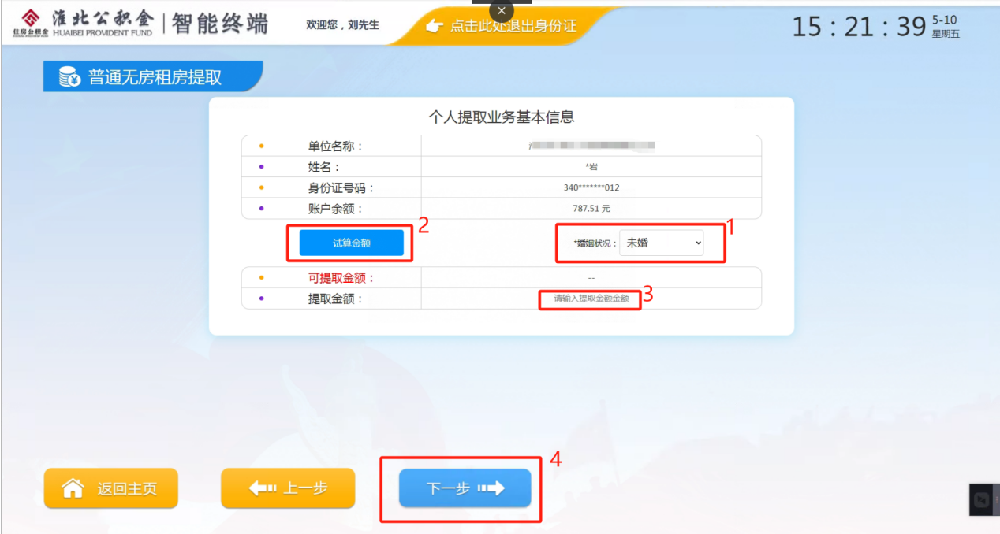 住房公积金 淮北公积金 HUAIBEI PROVIDENT FUND 智能终端 欢迎您，刘先生 点击此处退出身份证 15：21：39 5-10 星期五
普通无房租房提取
个人提取业务基本信息
单位名称：
姓名： *岩
身份证号码： 340*******012
账户余额： 787.51 元
试算金额 2 *婚姻状况： 未婚 1
可提取金额： --
提取金额： 请输入提取金额金额 3
返回主页 上一步 下一步 4